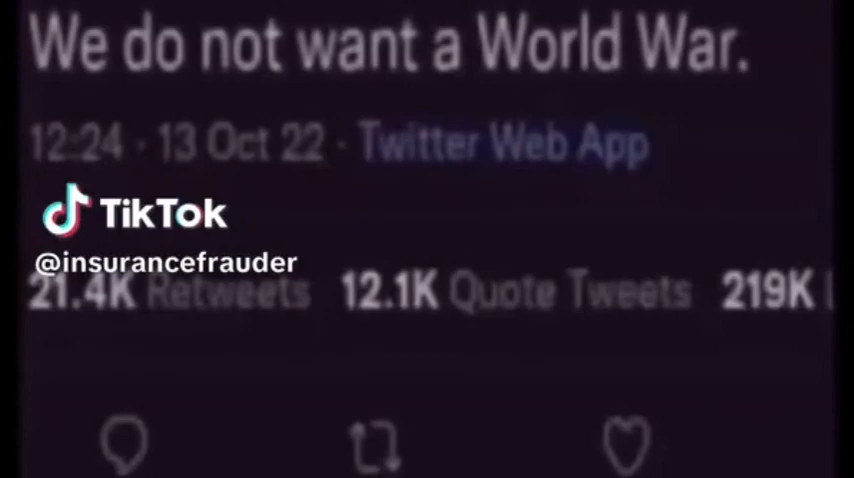 We do not want a World War.
12:24 · 13 Oct 22 · Twitter Web App
TikTok
@insurancefrauder
21.4K Retweets 12.1K Quote Tweets 219K